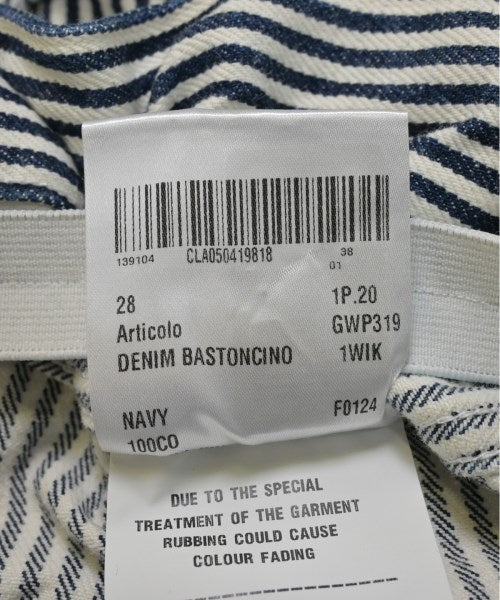 139104 CLA050419818 38
01
28 1P.20
Articolo GWP319
DENIM BASTONCINO 1WIK
NAVY F0124
100CO
DUE TO THE SPECIAL
TREATMENT OF THE GARMENT
RUBBING COULD CAUSE
COLOUR FADING